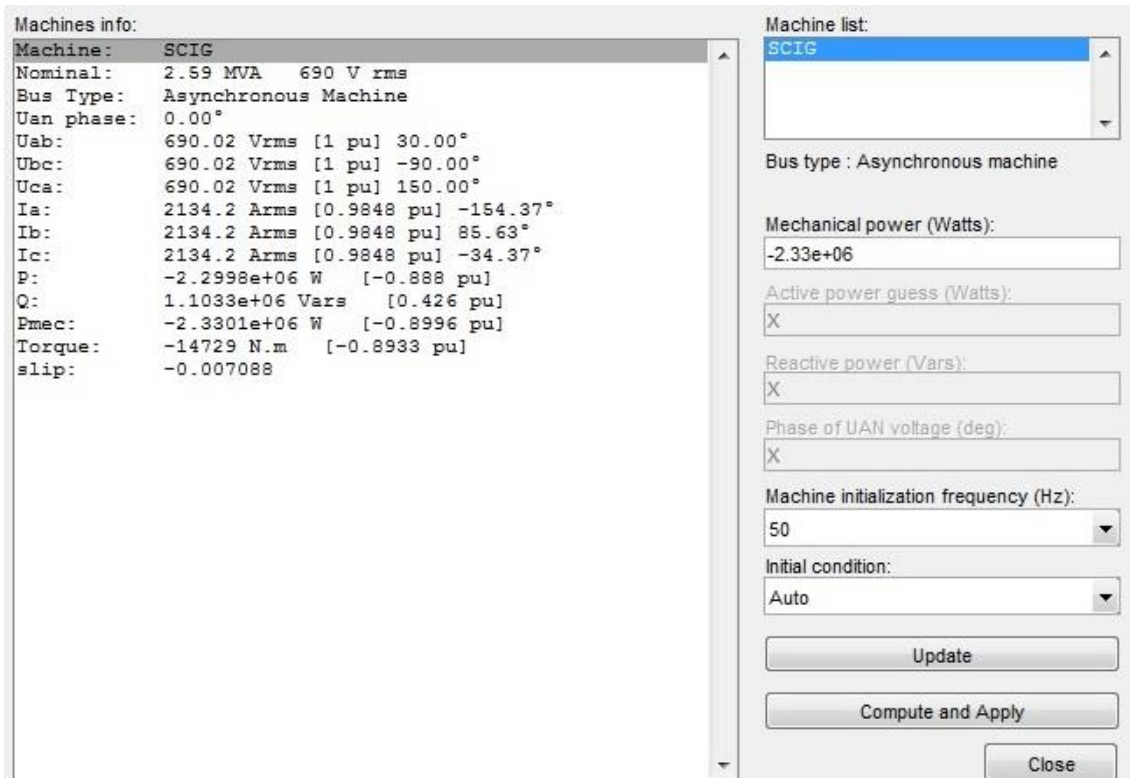 Machines info:
Machine: SCIG
Nominal: 2.59 MVA 690 V rms
Bus Type: Asynchronous Machine
Uan phase: 0.00°
Uab: 690.02 Vrms [1 pu] 30.00°
Ubc: 690.02 Vrms [1 pu] -90.00°
Uca: 690.02 Vrms [1 pu] 150.00°
Ia: 2134.2 Arms [0.9848 pu] -154.37°
Ib: 2134.2 Arms [0.9848 pu] 85.63°
Ic: 2134.2 Arms [0.9848 pu] -34.37°
P: -2.2998e+06 W [-0.888 pu]
Q: 1.1033e+06 Vars [0.426 pu]
Pmec: -2.3301e+06 W [-0.8996 pu]
Torque: -14729 N.m [-0.8933 pu]
slip: -0.007088
Machine list:
SCIG
Bus type : Asynchronous machine
Mechanical power (Watts):
-2.33e+06
Active power guess (Watts):
X
Reactive power (Vars):
X
Phase of UAN voltage (deg):
X
Machine initialization frequency (Hz):
50
Initial condition:
Auto
Update
Compute and Apply
Close